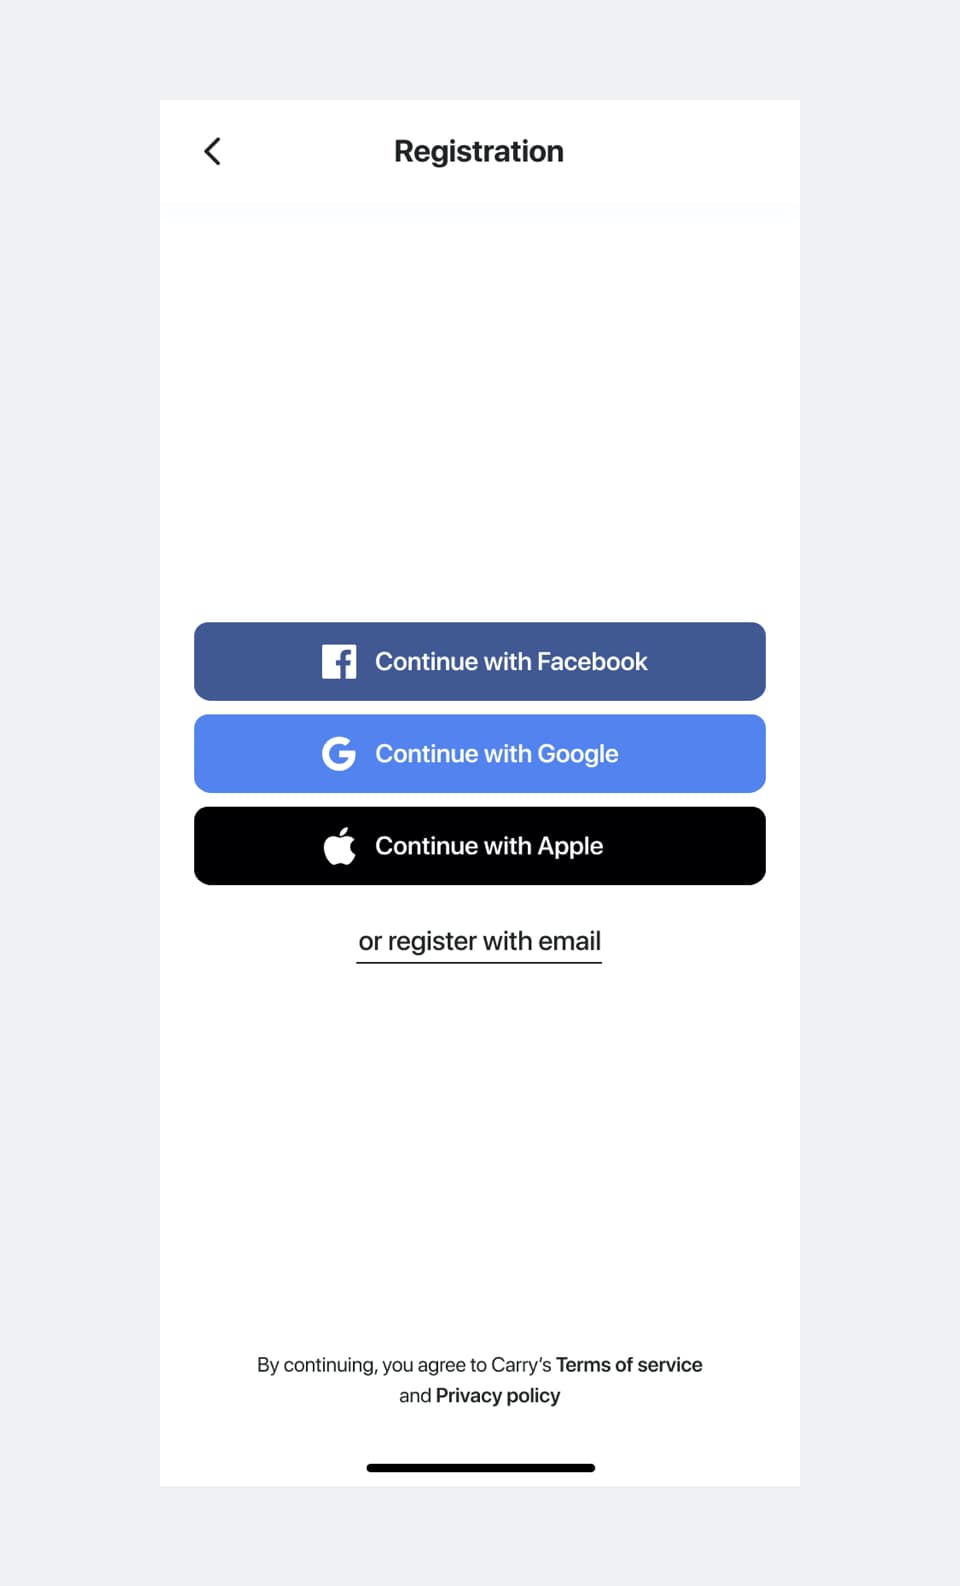 Registration
Continue with Facebook
Continue with Google
Continue with Apple
or register with email
By continuing, you agree to Carry’s Terms of service
and Privacy policy